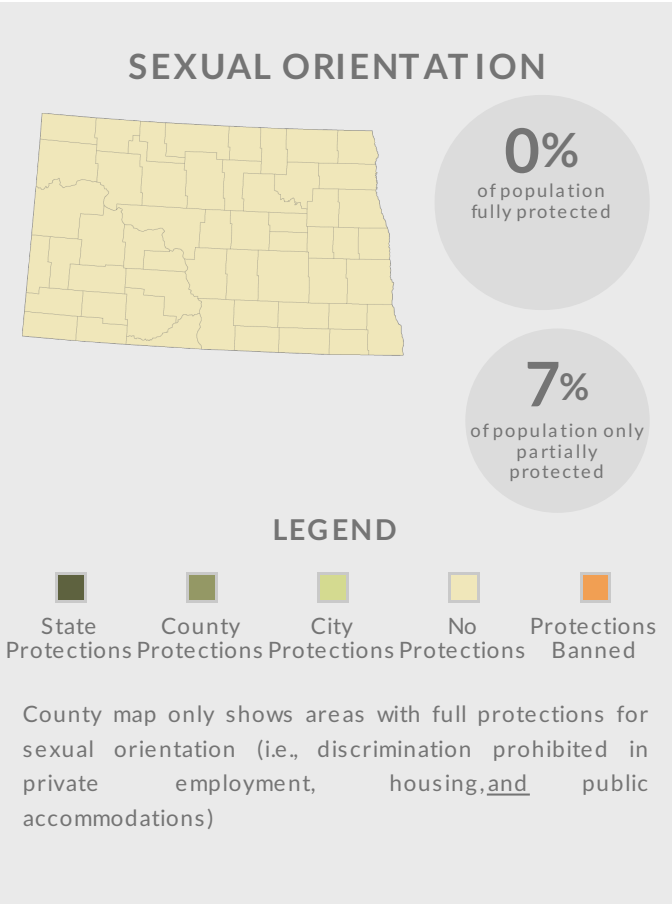 SEXUAL ORIENTATION
0%
of population
fully protected
7%
of population only
partially
protected
LEGEND
State
Protections
County
Protections
City
Protections
No
Protections
Protections
Banned
County map only shows areas with full protections for
sexual orientation (i.e., discrimination prohibited in
private employment, housing, and public
accommodations)